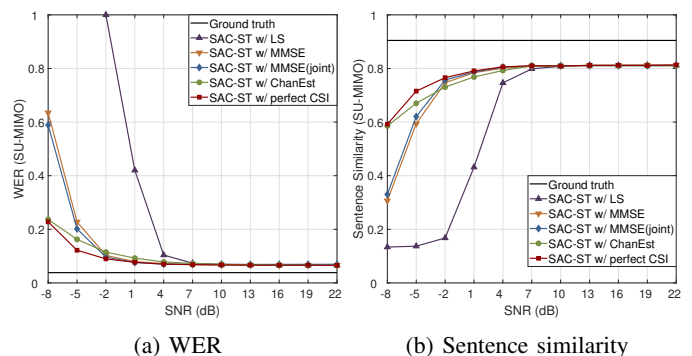 WER (SU-MIMO)
1
0.8
0.6
0.4
0.2
0
Ground truth
SAC-ST w/ LS
SAC-ST w/ MMSE
SAC-ST w/ MMSE(joint)
SAC-ST w/ ChanEst
SAC-ST w/ perfect CSI
-8 -5 -2 1 4 7 10 13 16 19 22
SNR (dB)
(a) WER
Sentence Similarity (SU-MIMO)
1
0.8
0.6
0.4
0.2
0
Ground truth
SAC-ST w/ LS
SAC-ST w/ MMSE
SAC-ST w/ MMSE(joint)
SAC-ST w/ ChanEst
SAC-ST w/ perfect CSI
-8 -5 -2 1 4 7 10 13 16 19 22
SNR (dB)
(b) Sentence similarity